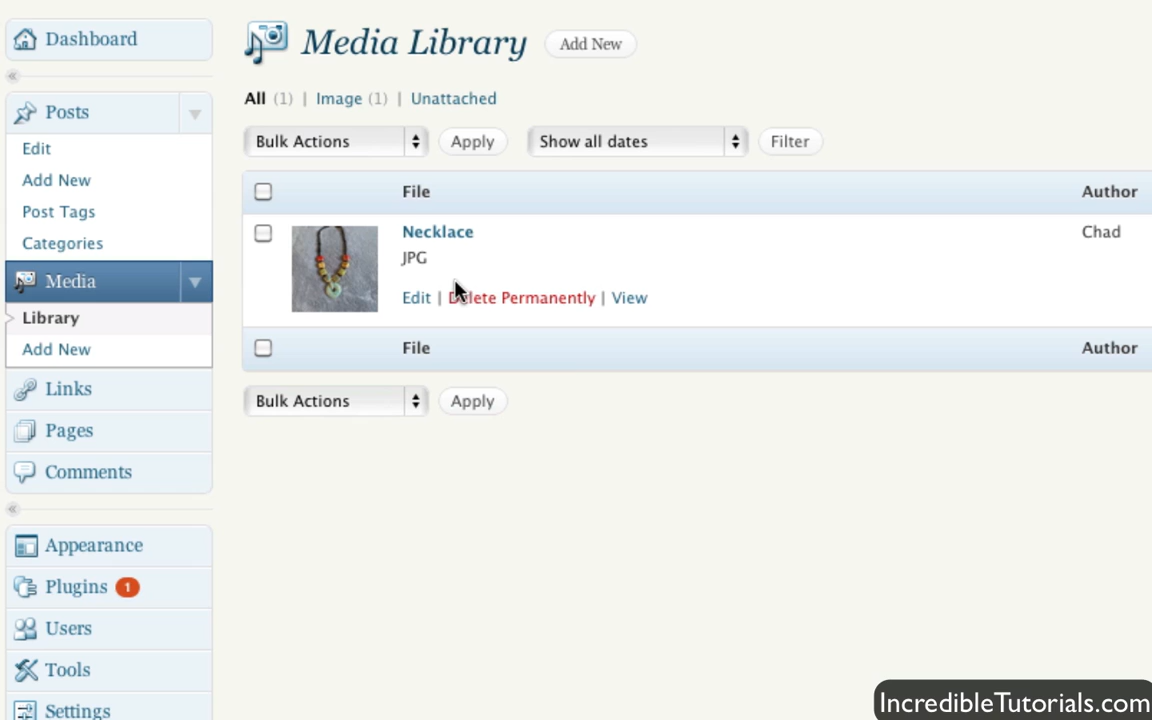 Dashboard
Posts
Edit
Add New
Post Tags
Categories
Media
Library
Add New
Links
Pages
Comments
Appearance
Plugins 1
Users
Tools
Settings
Media Library Add New
All (1) | Image (1) | Unattached
Bulk Actions Apply Show all dates Filter
File Author
Necklace Chad
JPG
Edit | Delete Permanently | View
File Author
Bulk Actions Apply
IncredibleTutorials.com